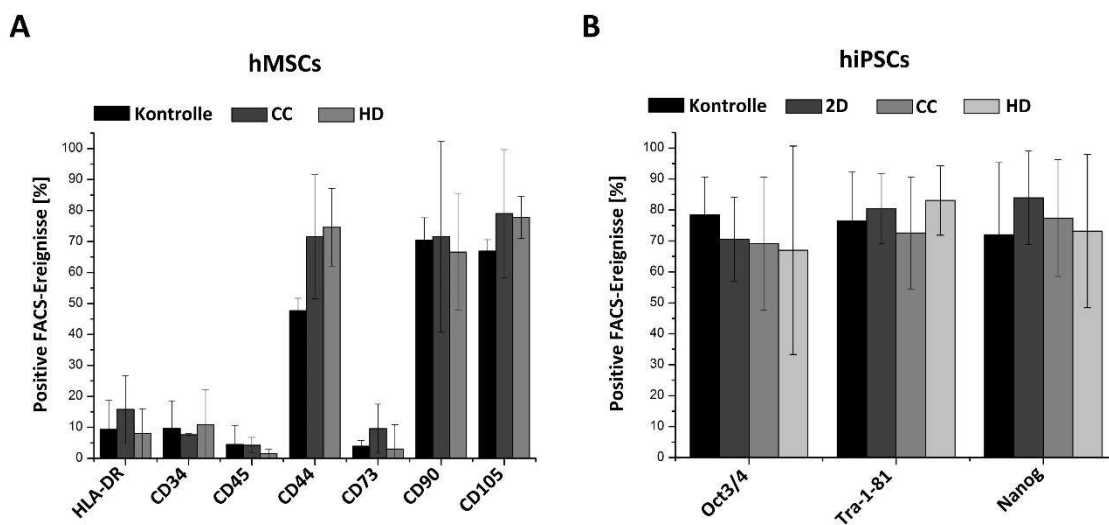 A
hMSCs
Kontrolle CC HD
Positive FACS-Ereignisse [%]
100
90
80
70
60
50
40
30
20
10
0
HLA-DR CD34 CD45 CD44 CD73 CD90 CD105
B
hiPSCs
Kontrolle 2D CC HD
Positive FACS-Ereignisse [%]
100
90
80
70
60
50
40
30
20
10
0
Oct3/4 Tra-1-81 Nanog